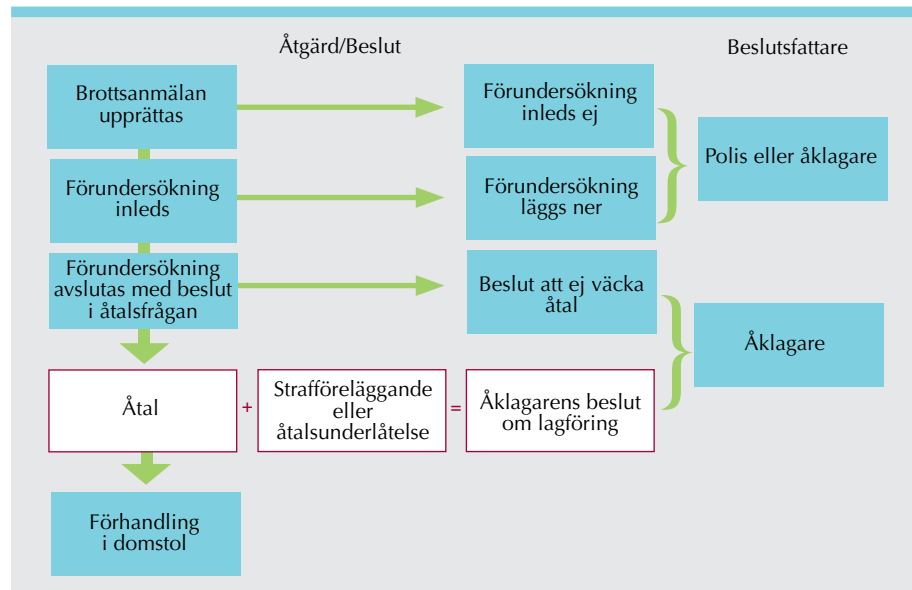 Åtgärd/Beslut
Beslutsfattare
Brottsanmälan
upprättas
Förundersökning
inleds ej
Polis eller åklagare
Förundersökning
inleds
Förundersökning
läggs ner
Förundersökning
avslutas med beslut
i åtalsfrågan
Beslut att ej väcka
åtal
Åklagare
Åtal
+
Strafföreläggande
eller
åtalsunderlåtelse
=
Åklagarens beslut
om lagföring
Förhandling
i domstol